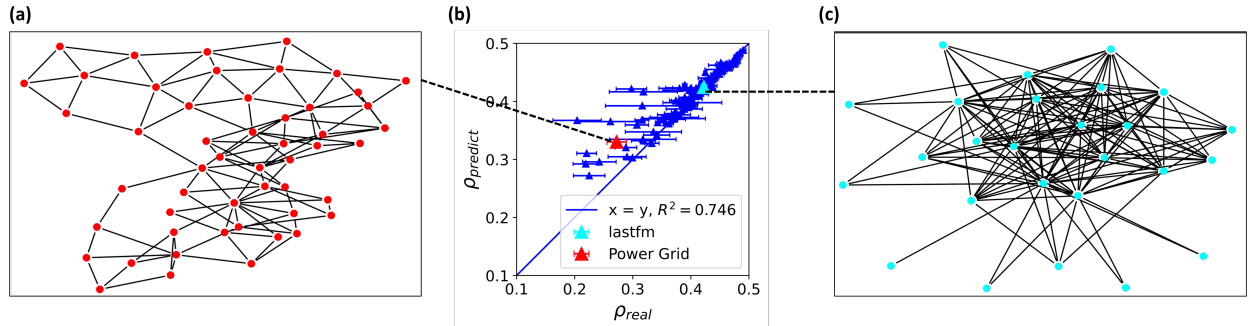 (a)
(b)
(c)
0.5
0.4
0.3
0.2
0.1
ρpredict
x = y, R² = 0.746
lastfm
Power Grid
0.1 0.2 0.3 0.4 0.5
ρreal